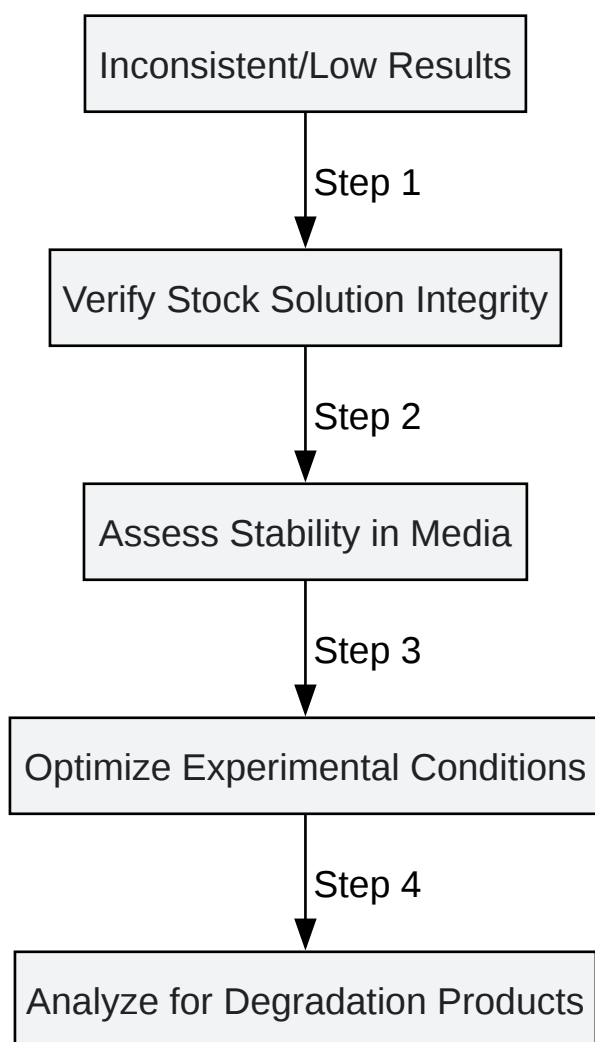 Inconsistent/Low Results
Step 1
Verify Stock Solution Integrity
Step 2
Assess Stability in Media
Step 3
Optimize Experimental Conditions
Step 4
Analyze for Degradation Products